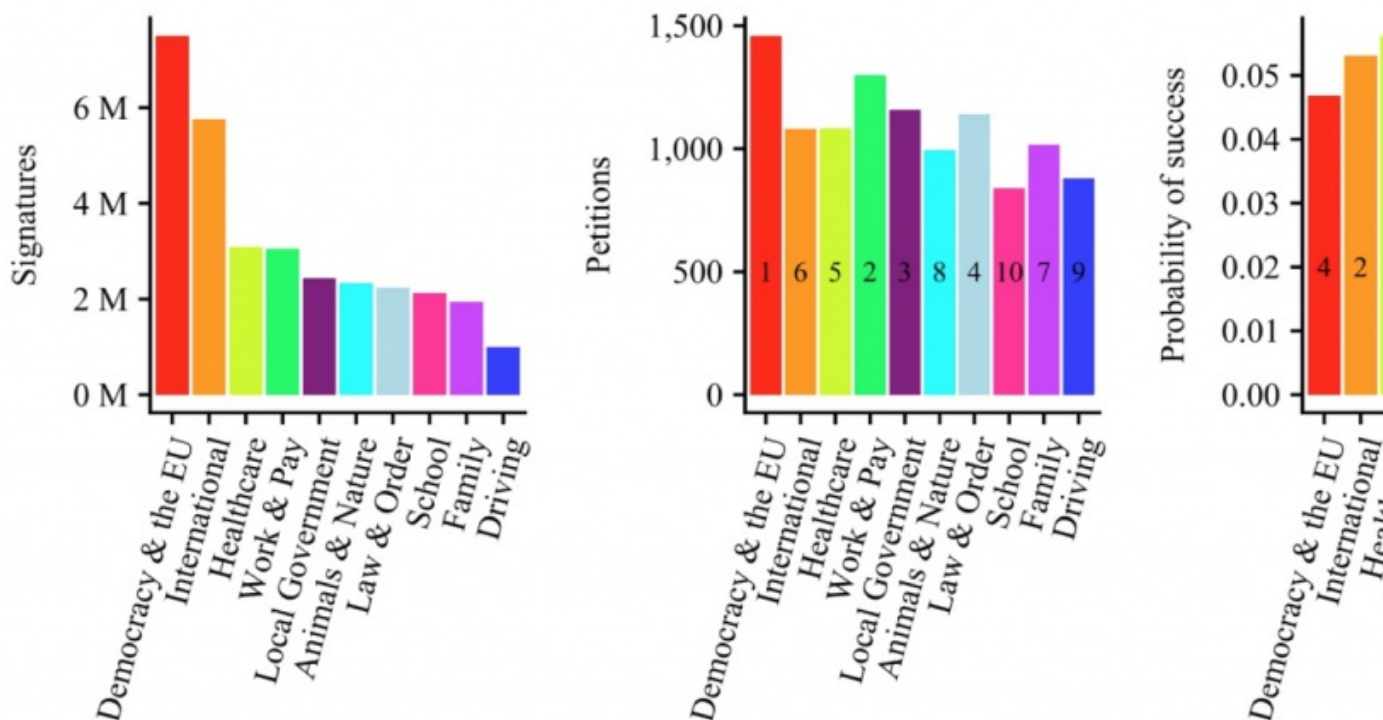 Signatures
6 M
4 M
2 M
0 M
Democracy & the EU
International
Healthcare
Work & Pay
Local Government
Animals & Nature
Law & Order
School
Family
Driving
Petitions
1,500
1,000
500
0
1 6 5 2 3 8 4 10 7 9
Democracy & the EU
International
Healthcare
Work & Pay
Local Government
Animals & Nature
Law & Order
School
Family
Driving
Probability of success
0.05
0.04
0.03
0.02
0.01
0.00
4 2
Democracy & the EU
International